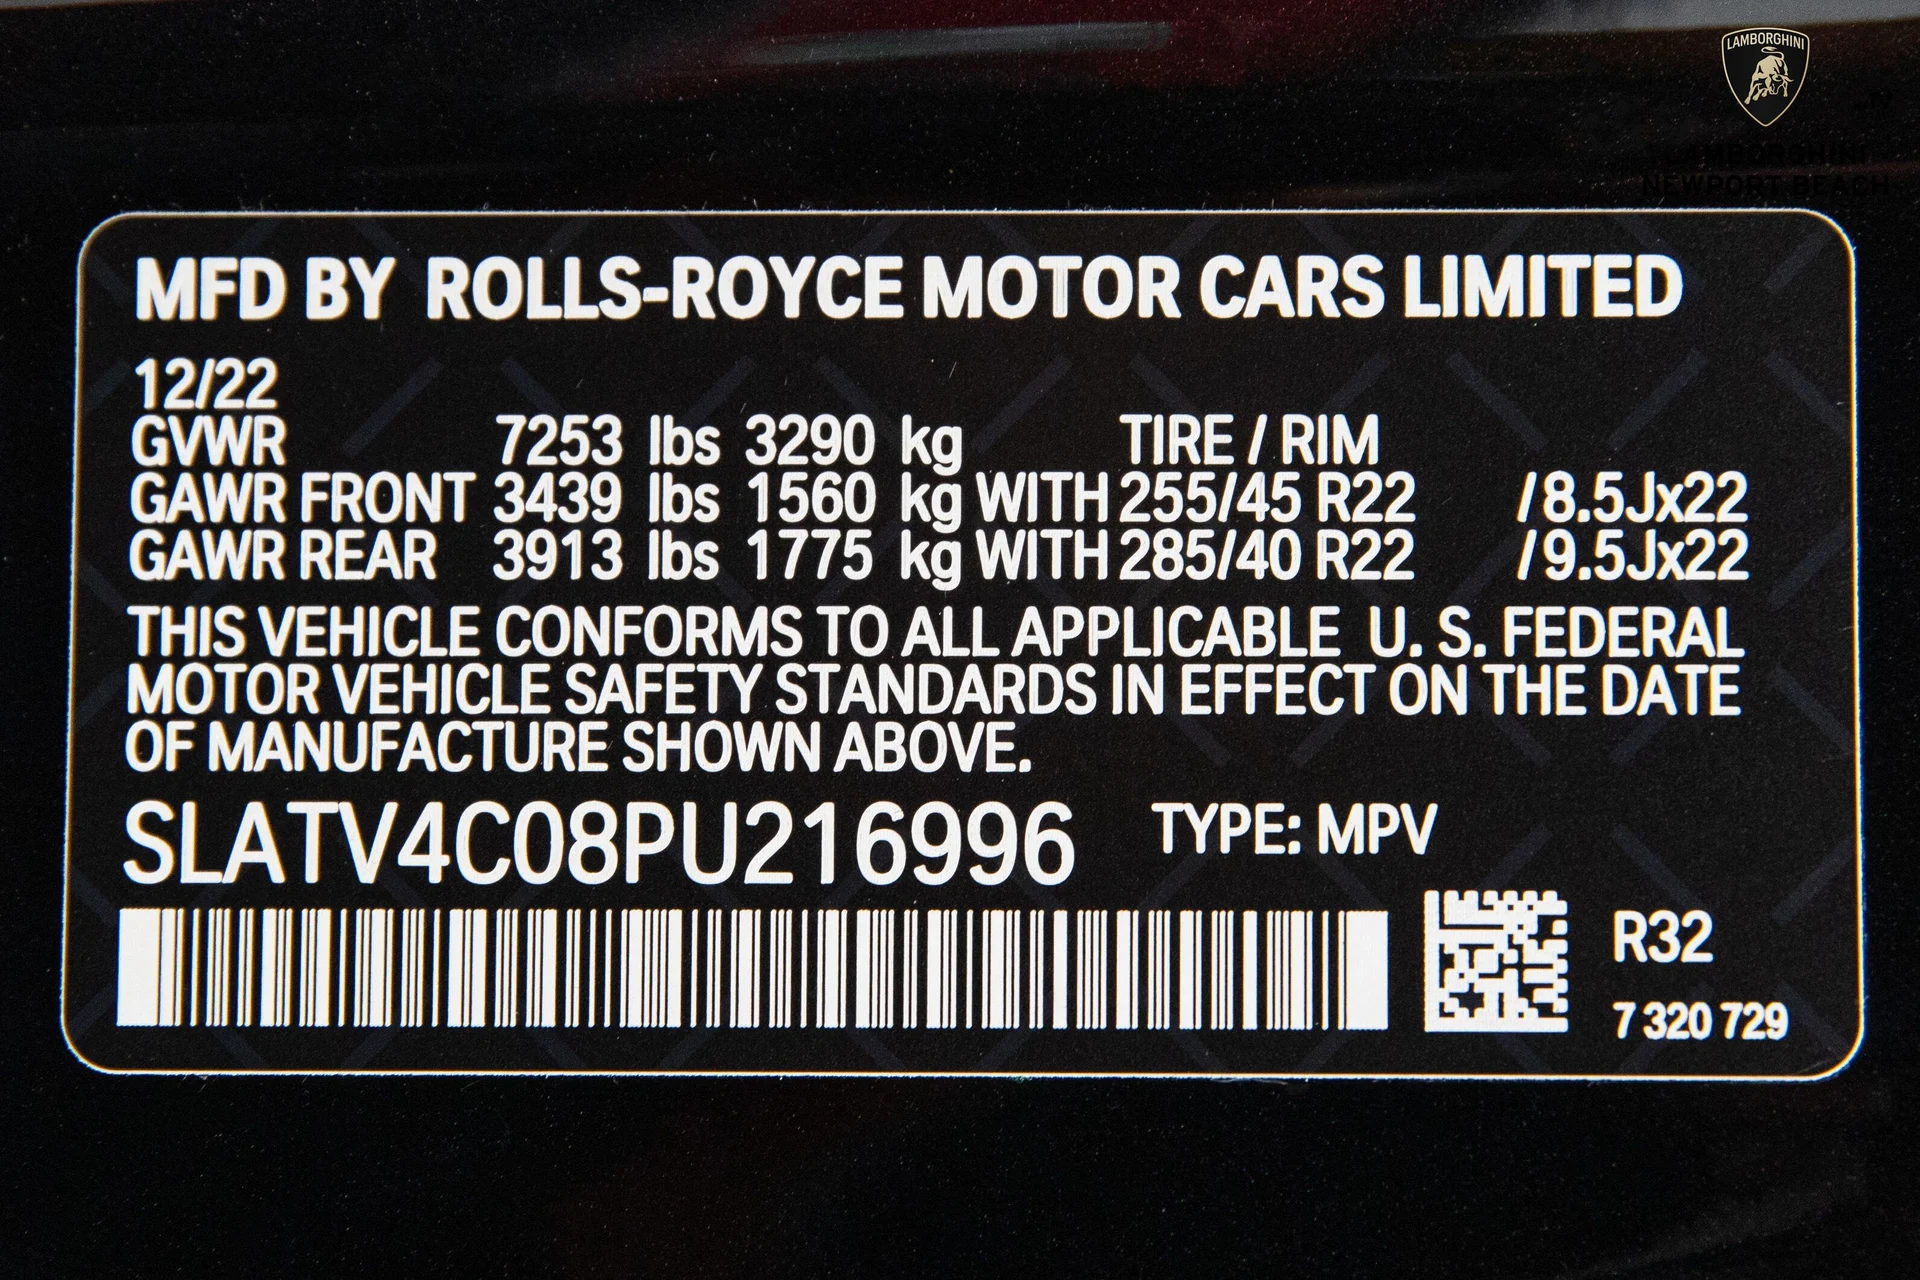 LAMBORGHINI
LAMBORGHINI
NEWPORT BEACH
MFD BY ROLLS-ROYCE MOTOR CARS LIMITED
12/22
GVWR 7253 lbs 3290 kg TIRE / RIM
GAWR FRONT 3439 lbs 1560 kg WITH 255/45 R22 /8.5Jx22
GAWR REAR 3913 lbs 1775 kg WITH 285/40 R22 /9.5Jx22
THIS VEHICLE CONFORMS TO ALL APPLICABLE U. S. FEDERAL
MOTOR VEHICLE SAFETY STANDARDS IN EFFECT ON THE DATE
OF MANUFACTURE SHOWN ABOVE.
SLATV4C08PU216996 TYPE: MPV
R32
7 320 729